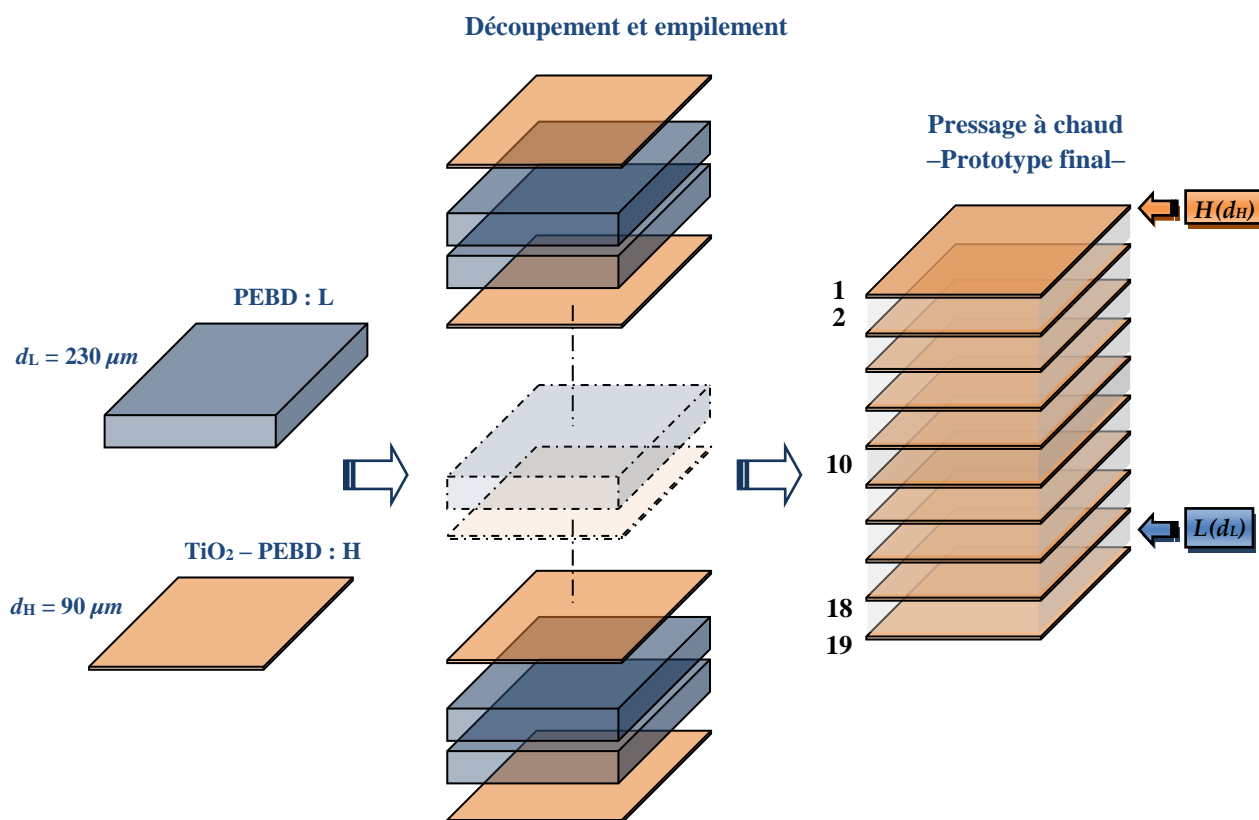 Découpement et empilement
Pressage à chaud
–Prototype final–
H(dH)
PEBD : L
dL = 230 μm
1
2
10
L(dL)
TiO2 – PEBD : H
dH = 90 μm
18
19